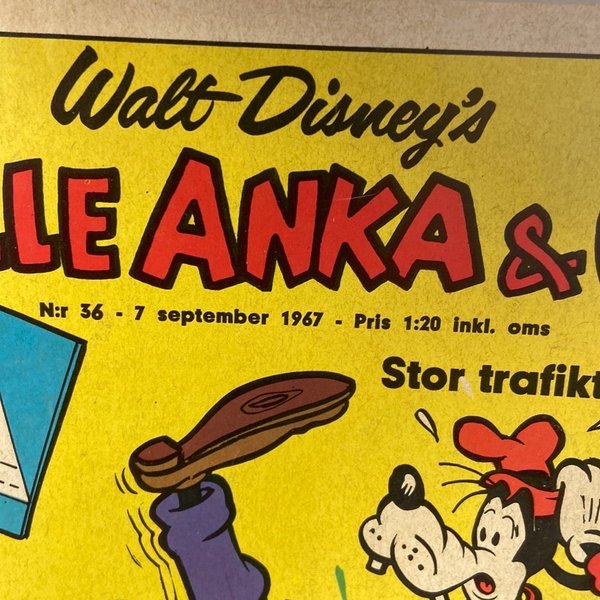 Walt Disney's
LLE ANKA &
N:r 36 - 7 september 1967 - Pris 1:20 inkl. oms
Stor trafikt